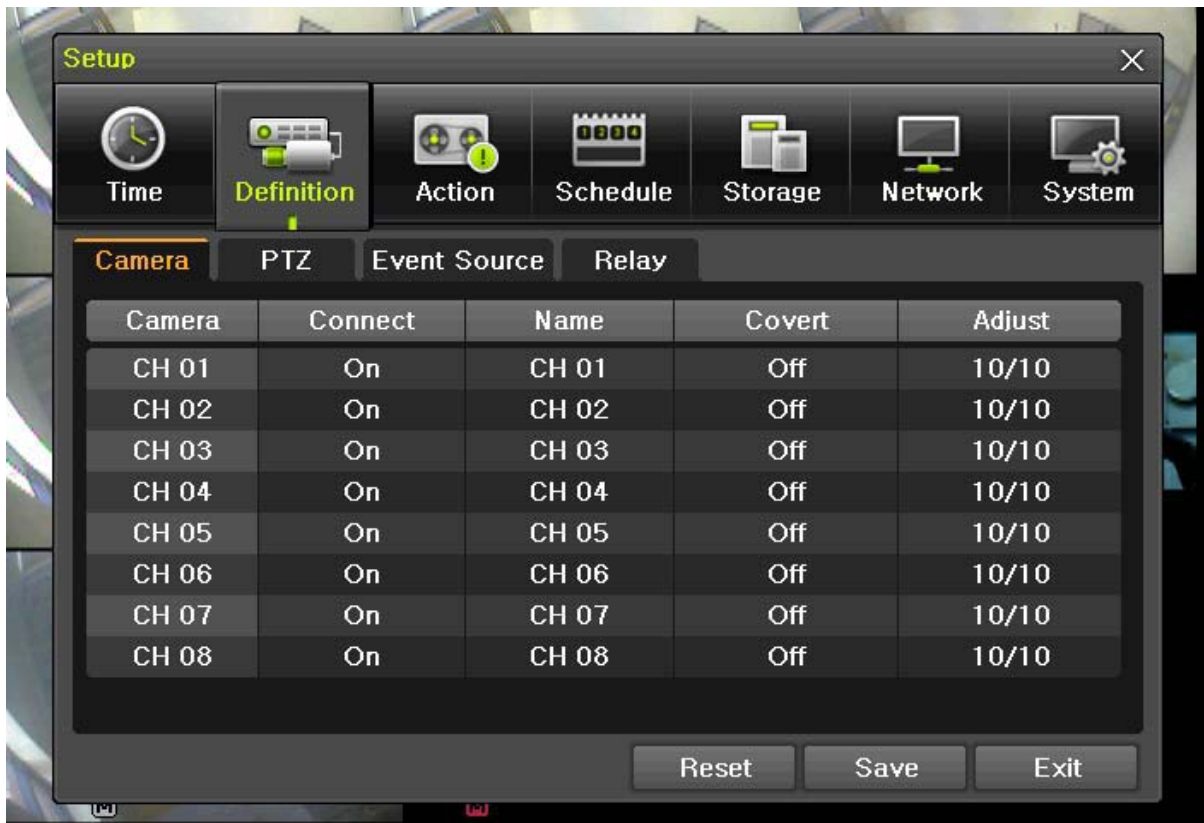 Setup
Time Definition Action Schedule Storage Network System
Camera PTZ Event Source Relay
Camera Connect Name Covert Adjust
CH 01 On CH 01 Off 10/10
CH 02 On CH 02 Off 10/10
CH 03 On CH 03 Off 10/10
CH 04 On CH 04 Off 10/10
CH 05 On CH 05 Off 10/10
CH 06 On CH 06 Off 10/10
CH 07 On CH 07 Off 10/10
CH 08 On CH 08 Off 10/10
Reset Save Exit